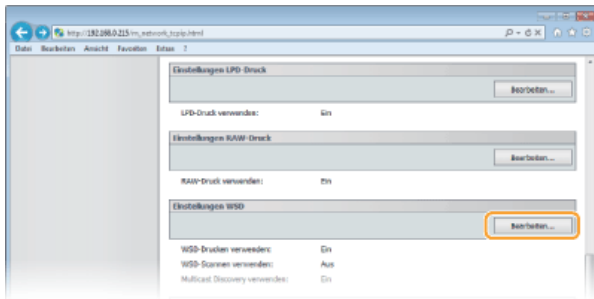 http://192.168.0.215/m_network_tcpip.html
Datei Bearbeiten Ansicht Favoriten Extras ?
Einstellungen LPD-Druck
Bearbeiten...
LPD-Druck verwenden: Ein
Einstellungen RAW-Druck
Bearbeiten...
RAW-Druck verwenden: Ein
Einstellungen WSD
Bearbeiten...
WSD-Drucken verwenden: Ein
WSD-Scannen verwenden: Aus
Multicast Discovery verwenden: Ein